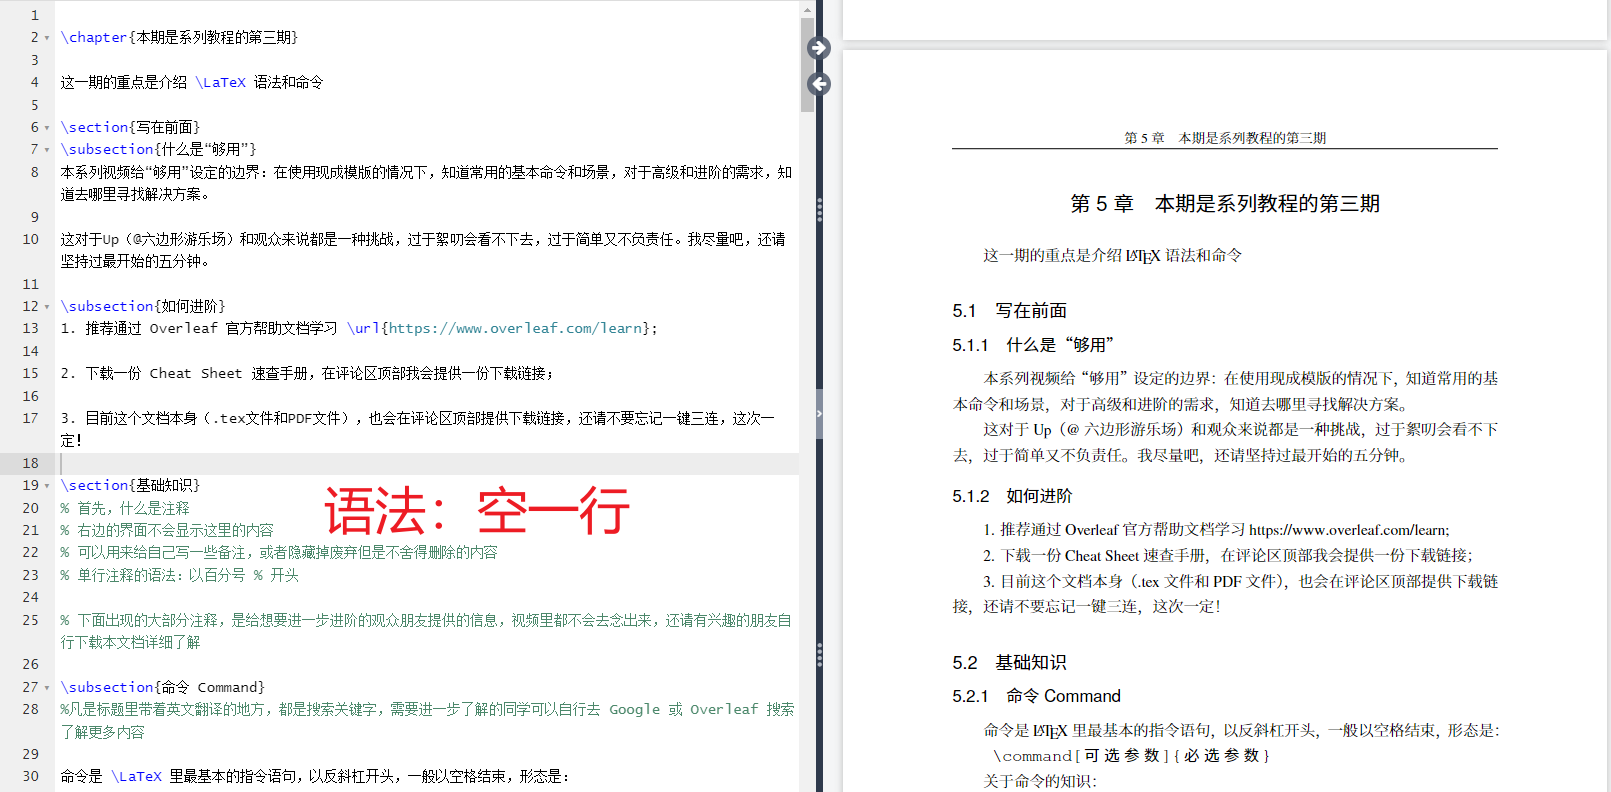 1
2 \chapter{本期是系列教程的第三期}
3
4 这一期的重点是介绍 \LaTeX 语法和命令
5
6 \section{写在前面}
7 \subsection{什么是“够用”}
8 本系列视频给“够用”设定的边界：在使用现成模版的情况下，知道常用的基本命令和场景，对于高级和进阶的需求，知
道去哪里寻找解决方案。
9
10 这对于Up（@六边形游乐场）和观众来说都是一种挑战，过于絮叨会看不下去，过于简单又不负责任。我尽量吧，还请
坚持过最开始的五分钟。
11
12 \subsection{如何进阶}
13 1. 推荐通过 Overleaf 官方帮助文档学习 \url{https://www.overleaf.com/learn};
14
15 2. 下载一份 Cheat Sheet 速查手册，在评论区顶部我会提供一份下载链接；
16
17 3. 目前这个文档本身（.tex文件和PDF文件），也会在评论区顶部提供下载链接，还请不要忘记一键三连，这次一
定！
18
19 \section{基础知识}
语法：空一行
20 % 首先，什么是注释
21 % 右边的界面不会显示这里的内容
22 % 可以用来给自己写一些备注，或者隐藏掉废弃但是不舍得删除的内容
23 % 单行注释的语法：以百分号 % 开头
24
25 % 下面出现的大部分注释，是给想要进一步进阶的观众朋友提供的信息，视频里都不会去念出来，还请有兴趣的朋友自
行下载本文档详细了解
26
27 \subsection{命令 Command}
28 %凡是标题里带着英文翻译的地方，都是搜索关键字，需要进一步了解的同学可以自行去 Google 或 Overleaf 搜索
了解更多内容
29
30 命令是 \LaTeX 里最基本的指令语句，以反斜杠开头，一般以空格结束，形态是：
第 5 章 本期是系列教程的第三期
第 5 章 本期是系列教程的第三期
这一期的重点是介绍 LATEX 语法和命令
5.1 写在前面
5.1.1 什么是“够用”
本系列视频给“够用”设定的边界：在使用现成模版的情况下，知道常用的基
本命令和场景，对于高级和进阶的需求，知道去哪里寻找解决方案。
这对于 Up（@ 六边形游乐场）和观众来说都是一种挑战，过于絮叨会看不下
去，过于简单又不负责任。我尽量吧，还请坚持过最开始的五分钟。
5.1.2 如何进阶
1. 推荐通过 Overleaf 官方帮助文档学习 https://www.overleaf.com/learn;
2. 下载一份 Cheat Sheet 速查手册，在评论区顶部我会提供一份下载链接；
3. 目前这个文档本身（.tex 文件和 PDF 文件），也会在评论区顶部提供下载链
接，还请不要忘记一键三连，这次一定！
5.2 基础知识
5.2.1 命令 Command
命令是 LATEX 里最基本的指令语句，以反斜杠开头，一般以空格结束，形态是：
\command[可选参数]{必选参数}
关于命令的知识：